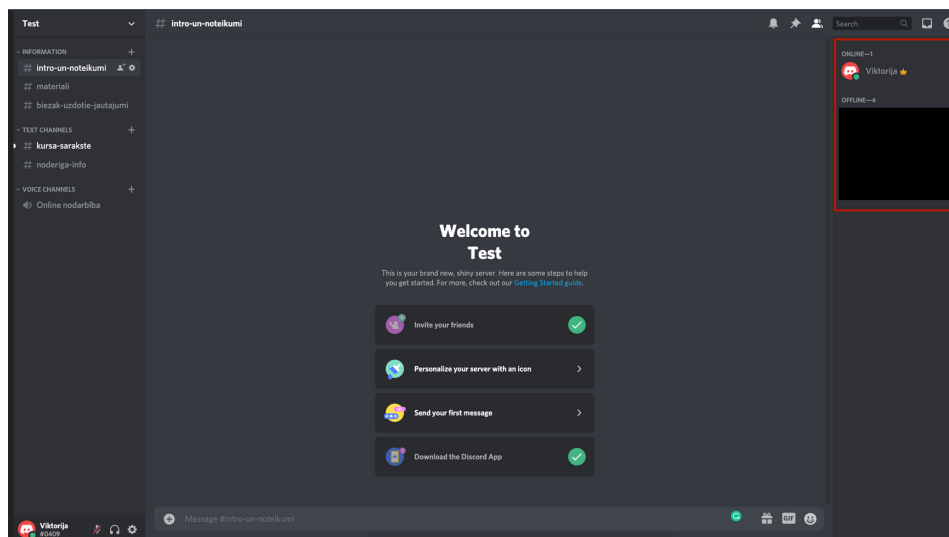 Test
# intro-un-noteikumi
Search
INFORMATION
# intro-un-noteikumi
# materiali
# biezak-uzdotie-jautajumi
TEXT CHANNELS
# kursa-sarakste
# noderiga-info
VOICE CHANNELS
Online nodarbība
Viktorija
#0409
Welcome to
Test
This is your brand new, shiny server. Here are some steps to help
you get started. For more, check out our Getting Started guide.
Invite your friends
Personalize your server with an icon
Send your first message
Download the Discord App
Message #intro-un-noteikumi
GIF
ONLINE—1
Viktorija
OFFLINE—4